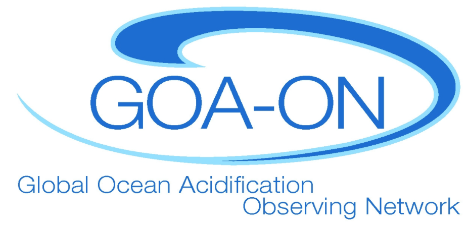 GOA-ON
Global Ocean Acidification
Observing Network